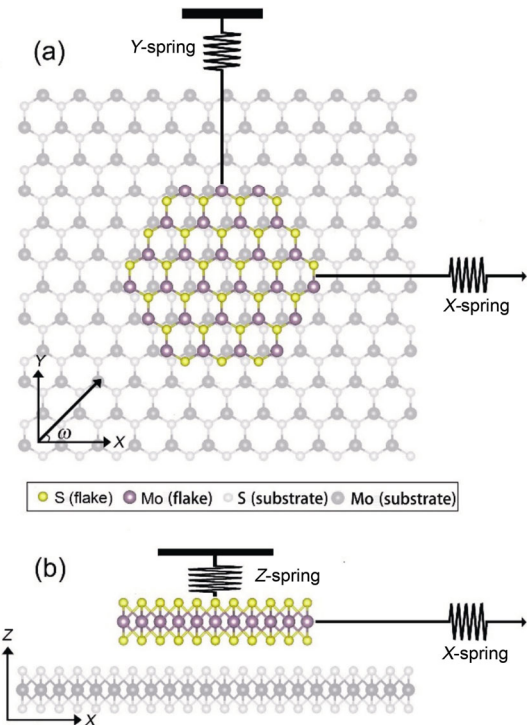 (a)
Y-spring
X-spring
Y
ω
X
S (flake) Mo (flake) S (substrate) Mo (substrate)
(b)
Z-spring
X-spring
Z
X